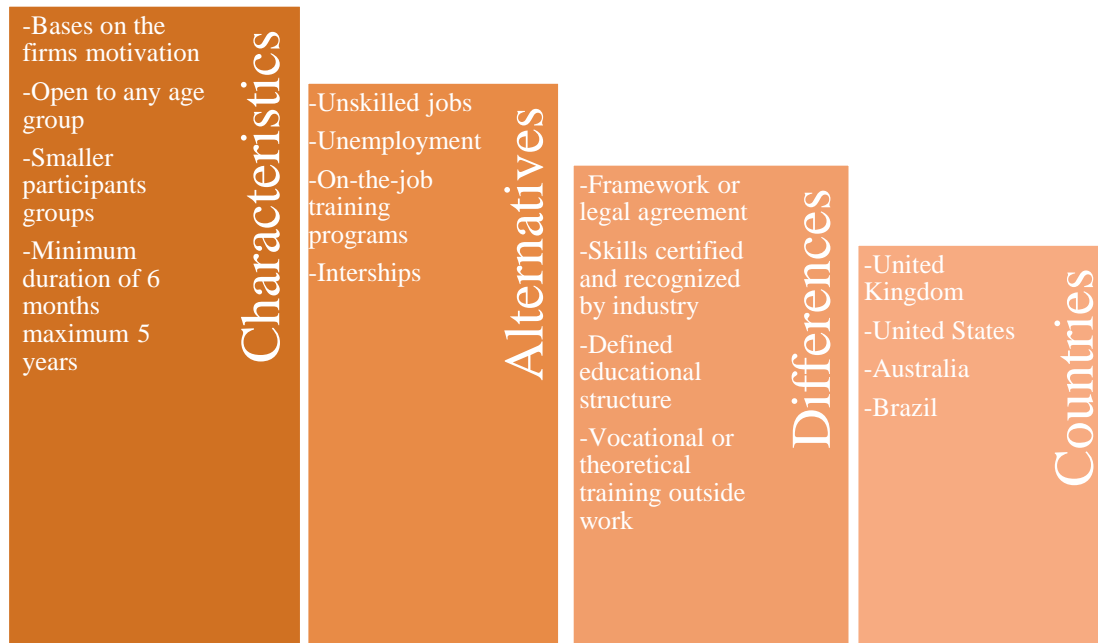 -Bases on the
firms motivation
-Open to any age
group
-Smaller
participants
groups
-Minimum
duration of 6
months
maximum 5
years
Characteristics
-Unskilled jobs
-Unemployment
-On-the-job
training
programs
-Interships
Alternatives
-Framework or
legal agreement
-Skills certified
and recognized
by industry
-Defined
educational
structure
-Vocational or
theoretical
training outside
work
Differences
-United
Kingdom
-United States
-Australia
-Brazil
Countries